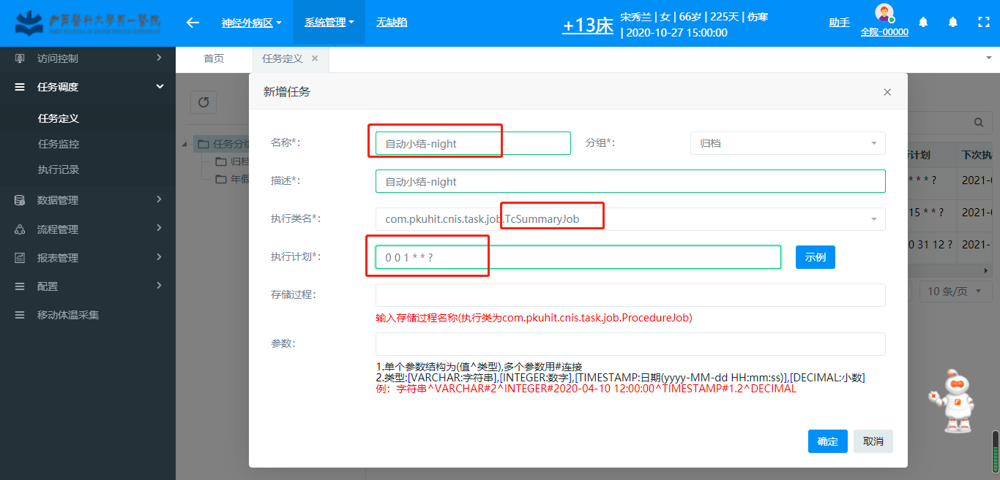 神经外病区
系统管理
无缺陷
+13床
宋秀兰 | 女 | 66岁 | 225天 | 伤寒
| 2020-10-27 15:00:00
助手
全院-00000
访问控制
任务调度
任务定义
任务监控
执行记录
数据管理
流程管理
报表管理
配置
移动体温采集
首页
任务定义
任务分组
归档
年假
新增任务
名称*:
自动小结-night
分组*:
归档
描述*:
自动小结-night
执行类名*:
com.pkuhit.cnis.task.job.TcSummaryJob
执行计划*:
0 0 1 * * ?
示例
存储过程:
输入存储过程名称(执行类为com.pkuhit.cnis.task.job.ProcedureJob)
参数:
1.单个参数结构为(值^类型),多个参数用#连接
2.类型:[VARCHAR:字符串],[INTEGER:数字],[TIMESTAMP:日期(yyyy-MM-dd HH:mm:ss)],[DECIMAL:小数]
例：字符串^VARCHAR#2^INTEGER#2020-04-10 12:00:00^TIMESTAMP#1.2^DECIMAL
确定
取消
计划
下次执
* * * ?
2021-
15 * * ?
2021-
0 31 12 ?
2021-
10 条/页